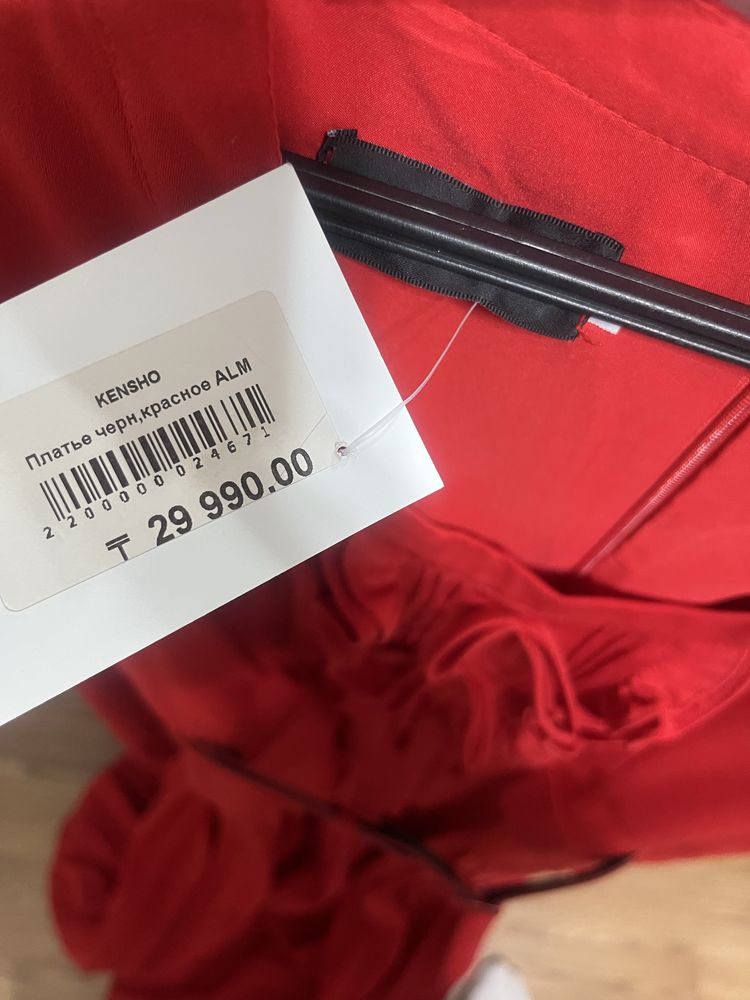 KENSHO
Платье черн,красное ALM
2200000024671
₸ 29 990.00